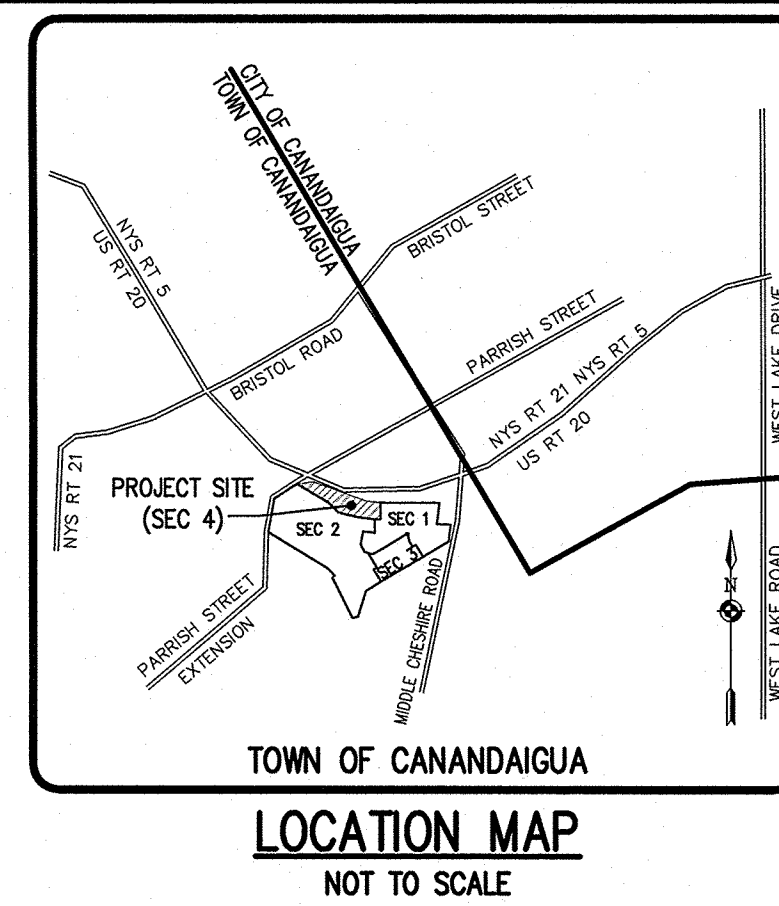 CITY OF CANANDAIGUA
TOWN OF CANANDAIGUA
NYS RT 5
US RT 20
BRISTOL STREET
BRISTOL ROAD
PARRISH STREET
NYS RT 21 NYS RT 5
US RT 20
WEST LAKE DRIVE
NYS RT 21
PROJECT SITE
(SEC 4)
SEC 2
SEC 1
SEC 3
PARRISH STREET
EXTENSION
MIDDLE CHESHIRE ROAD
N
WEST LAKE ROAD
TOWN OF CANANDAIGUA
LOCATION MAP
NOT TO SCALE